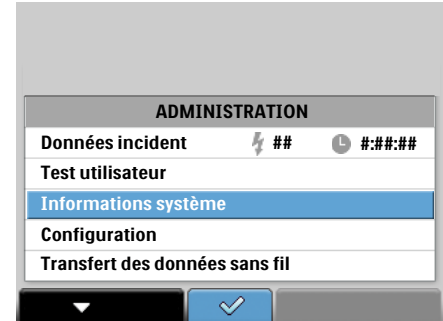 ADMINISTRATION
Données incident ## #:##:##
Test utilisateur
Informations système
Configuration
Transfert des données sans fil